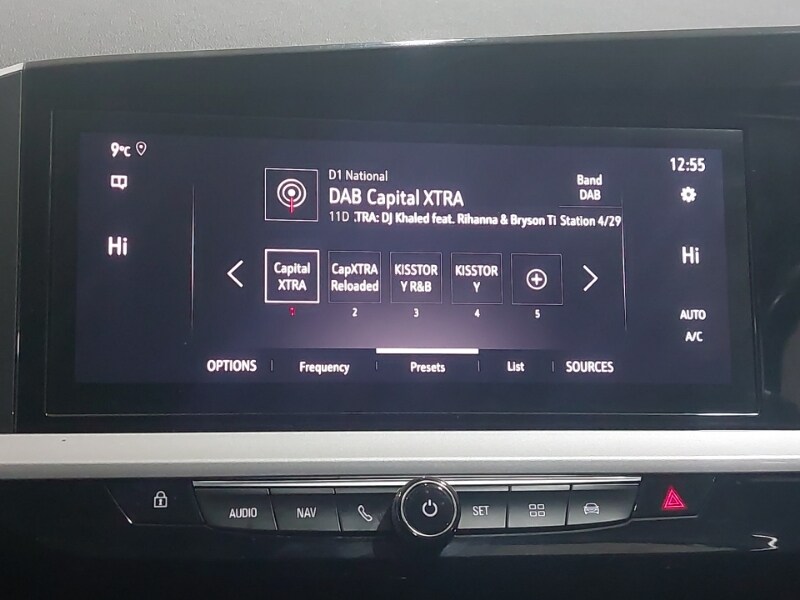 9°C
12:55
D1 National
DAB Capital XTRA
11D .TRA: DJ Khaled feat. Rihanna & Bryson Ti Station 4/29
Band
DAB
Hi
Hi
Capital
XTRA
CapXTRA
Reloaded
KISSTOR
Y R&B
KISSTOR
Y
1
2
3
4
5
AUTO
A/C
OPTIONS
Frequency
Presets
List
SOURCES
AUDIO
NAV
SET